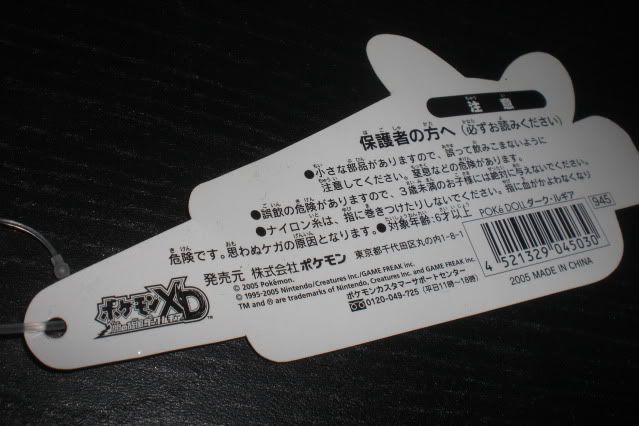 注意
保護者の方へ(必ずお読みください)
●小さな部品がありますので、誤って飲みこまないように
注意してください。窒息などの危険があります。
●誤飲の危険がありますので、3歳未満のお子様には絶対に与えないでください。
●ナイロン糸は、指に巻きつけたりしないでください。指に血がかよわなくなり
危険です。思わぬケガの原因となります。●対象年齢:6才以上
発売元 株式会社ポケモン 東京都千代田区丸の内1-8-1
© 2005 Pokémon.
© 1995-2005 Nintendo/Creatures inc./GAME FREAK inc.
TM and ® are trademarks of Nintendo, Creatures inc. and GAME FREAK inc.
ポケモンカスタマーサポートセンター
0120-049-725 (平日11時~18時)
POKé DOLL ダーク・ルギア 945
4 521329 045030
2005 MADE IN CHINA
ポケモンXD
闇の旋風ダーク・ルギア